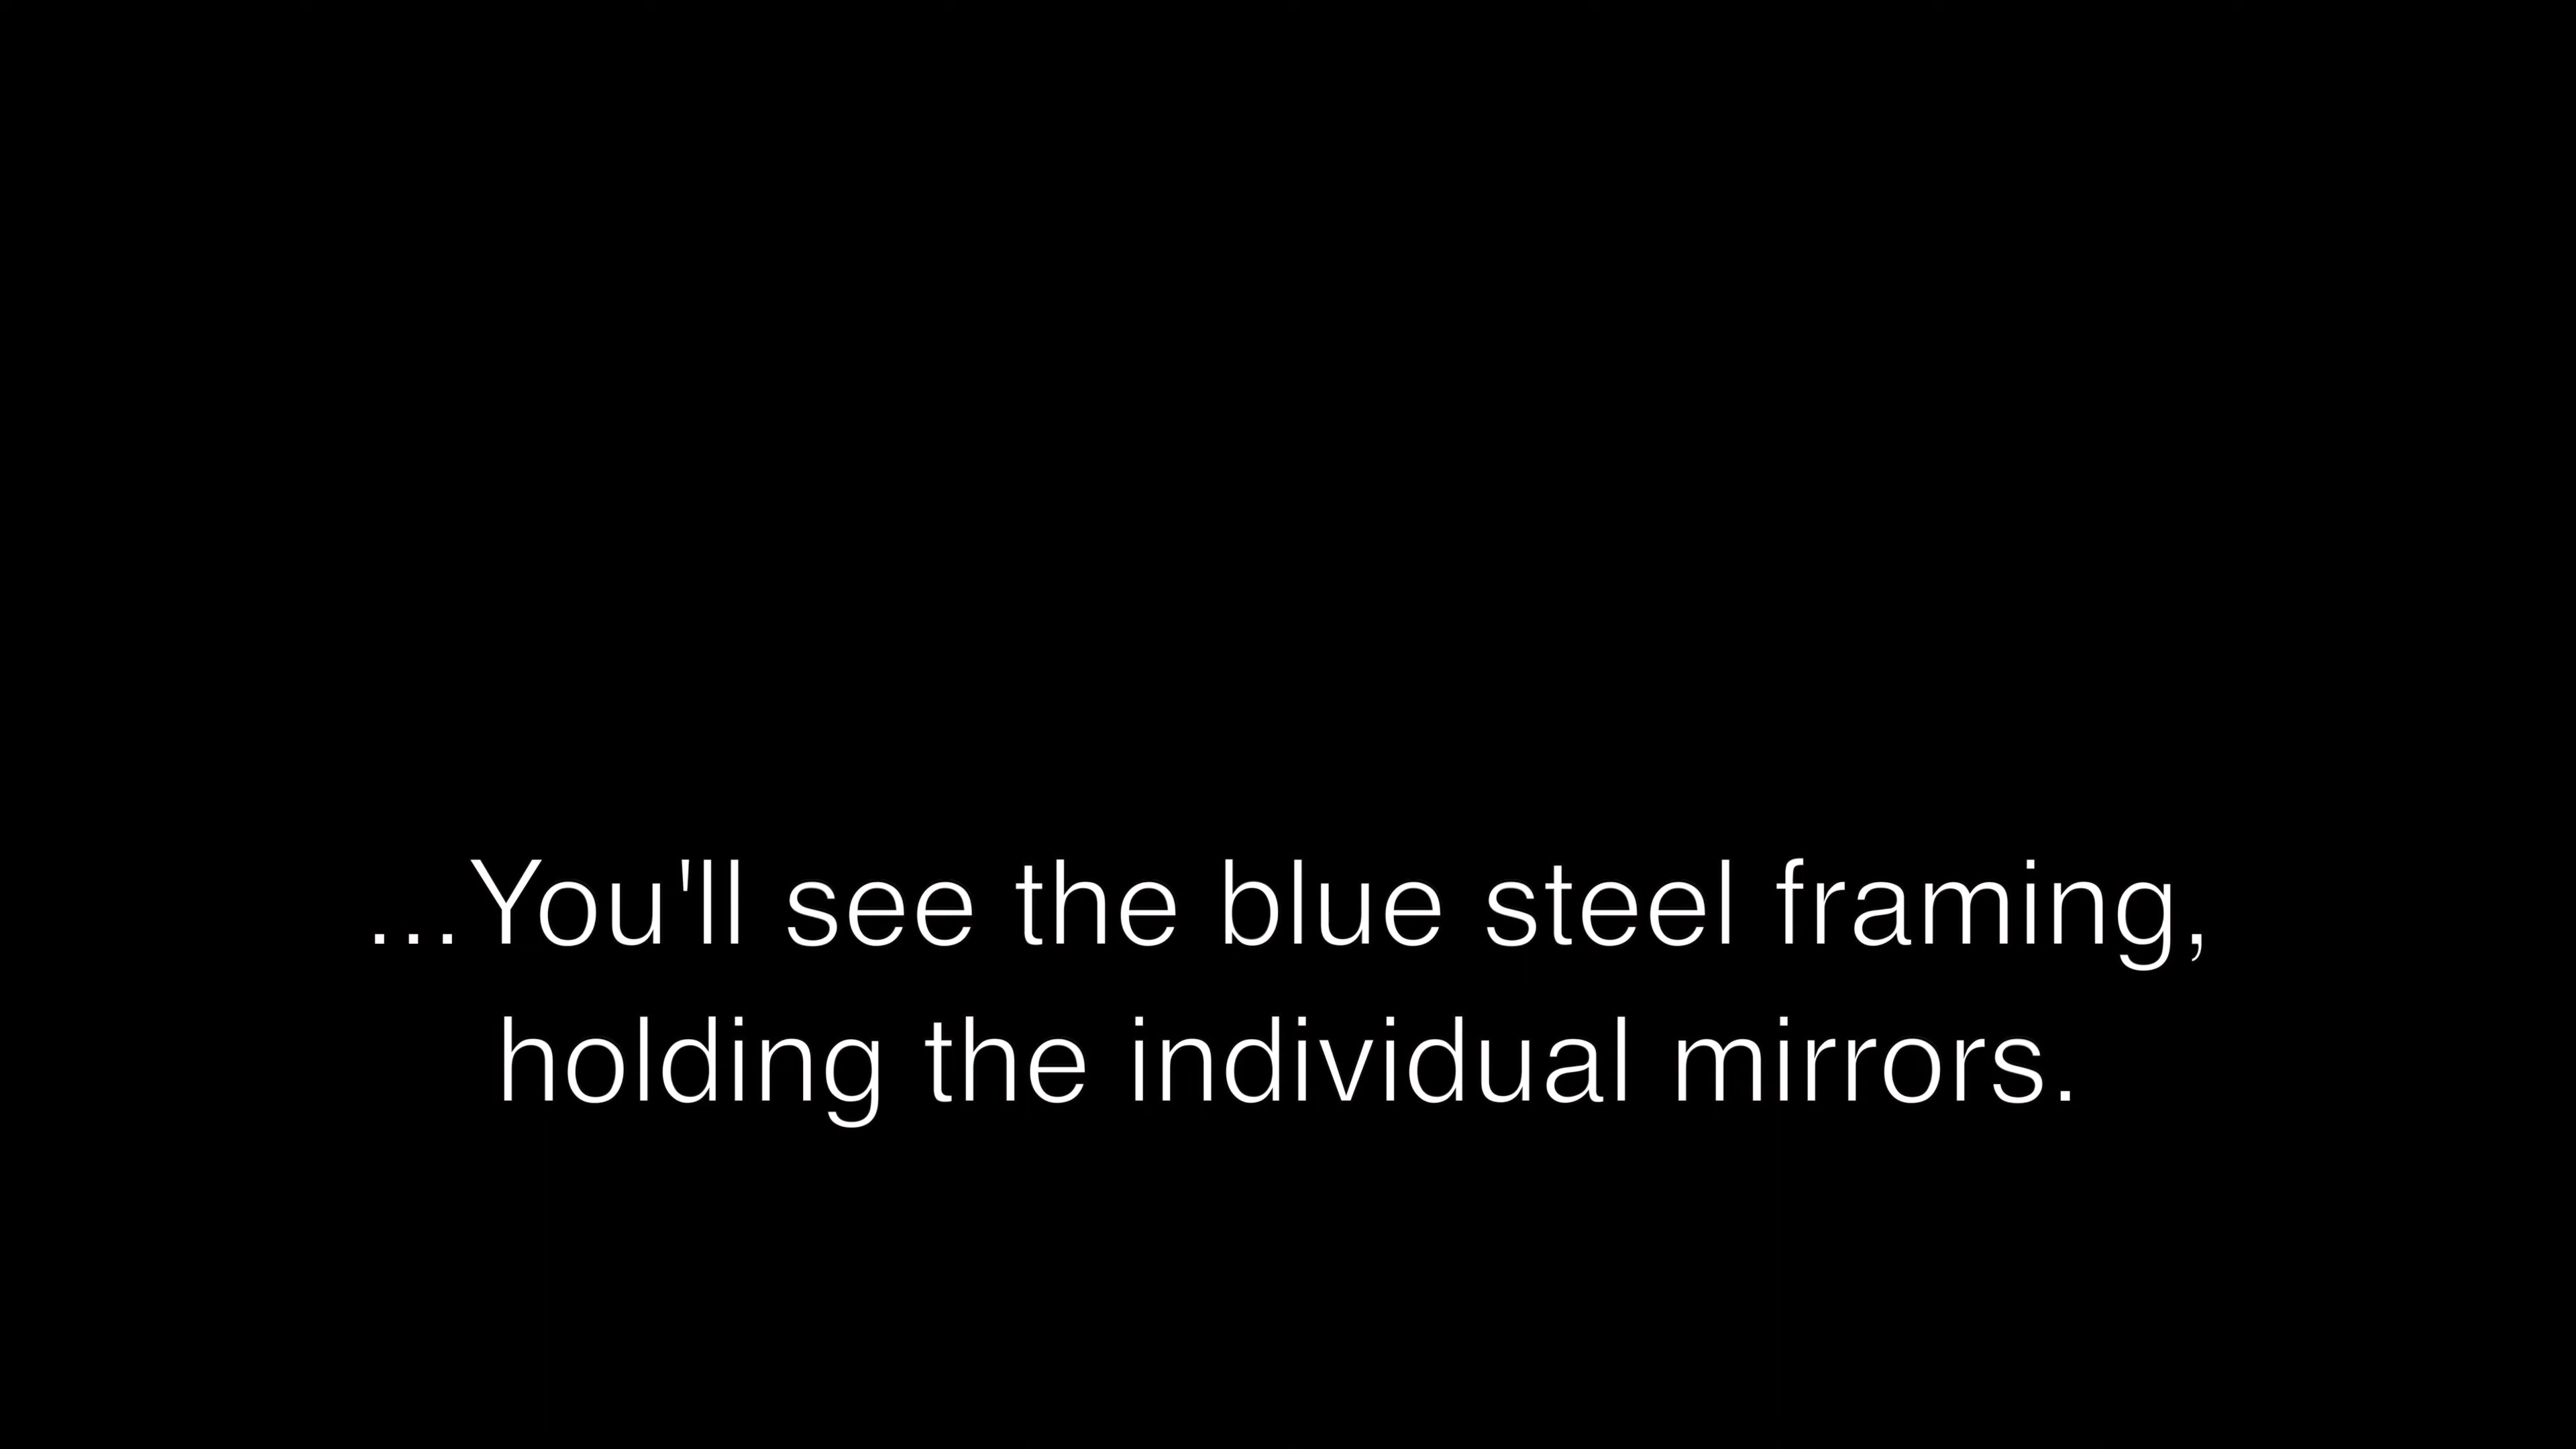 ...You'll see the blue steel framing,
holding the individual mirrors.